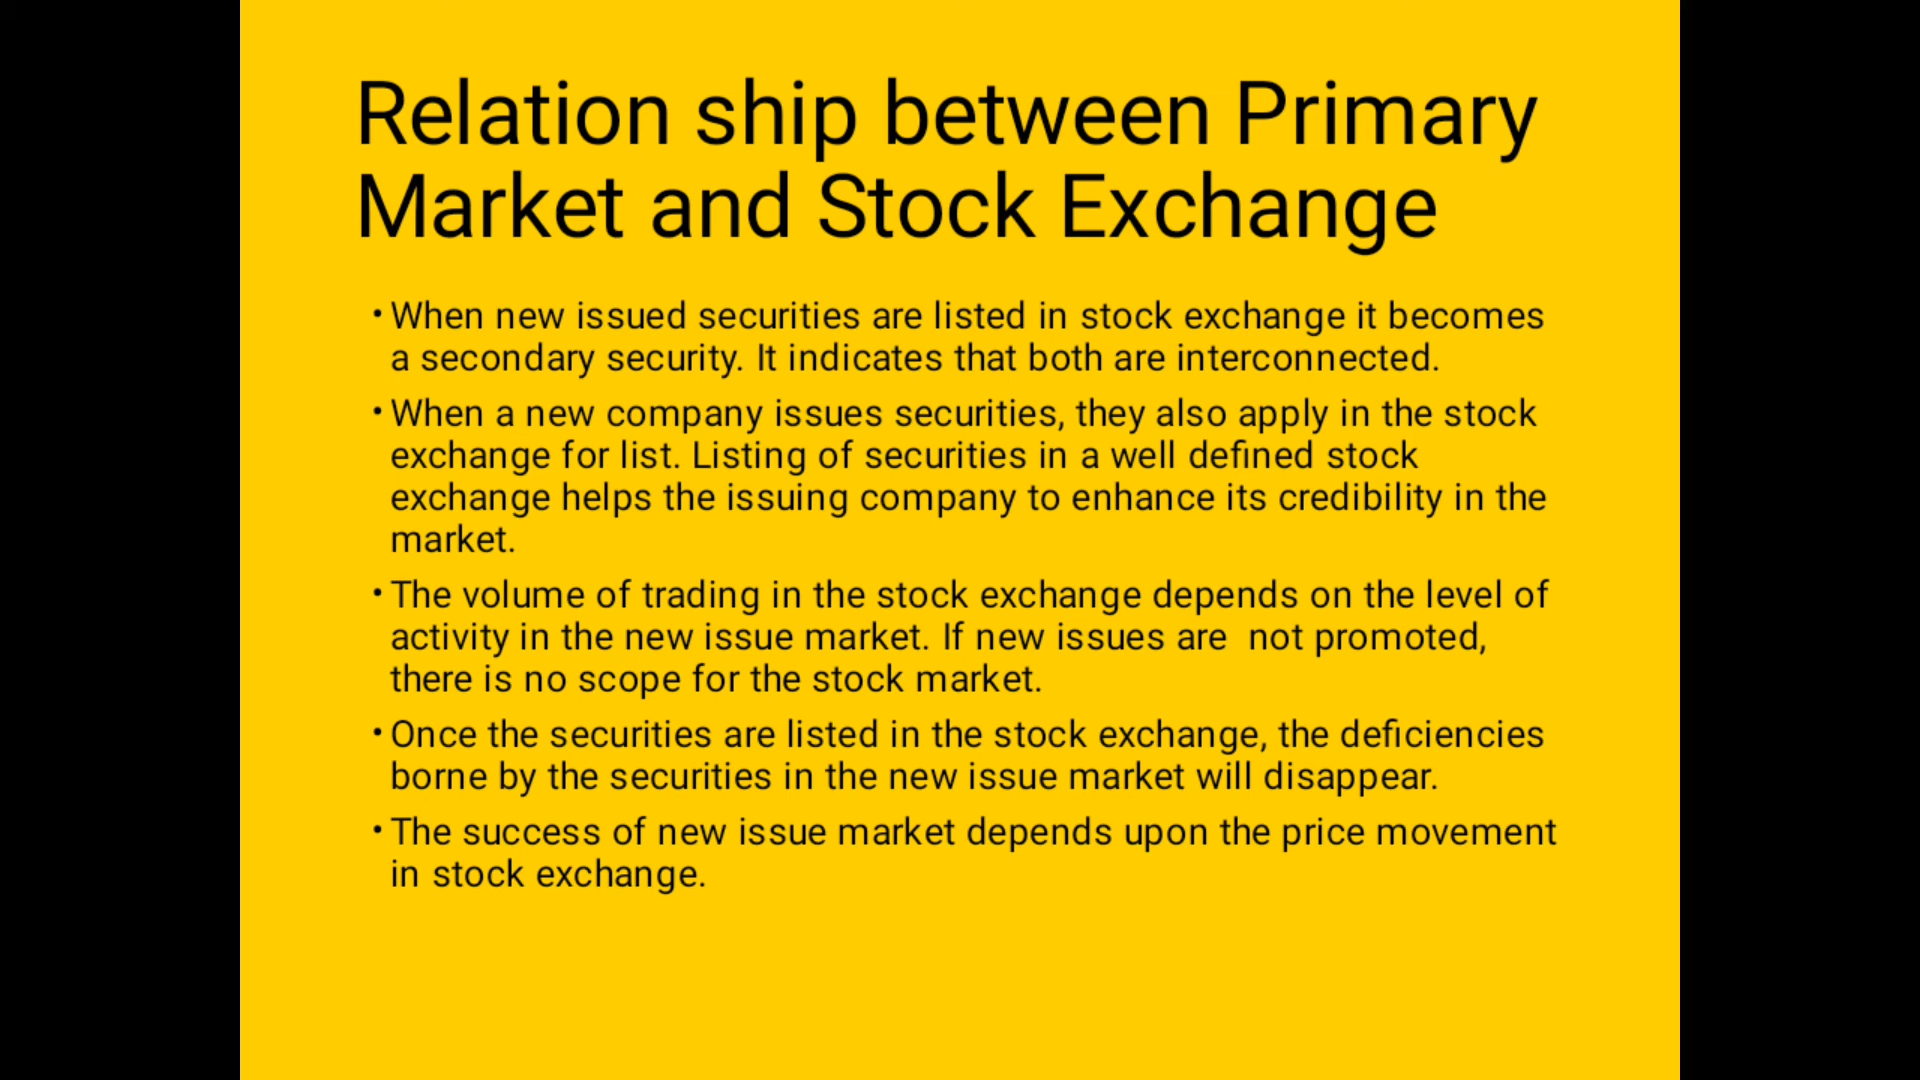 Relation ship between Primary
Market and Stock Exchange
• When new issued securities are listed in stock exchange it becomes
a secondary security. It indicates that both are interconnected.
• When a new company issues securities, they also apply in the stock
exchange for list. Listing of securities in a well defined stock
exchange helps the issuing company to enhance its credibility in the
market.
• The volume of trading in the stock exchange depends on the level of
activity in the new issue market. If new issues are  not promoted,
there is no scope for the stock market.
• Once the securities are listed in the stock exchange, the deficiencies
borne by the securities in the new issue market will disappear.
• The success of new issue market depends upon the price movement
in stock exchange.